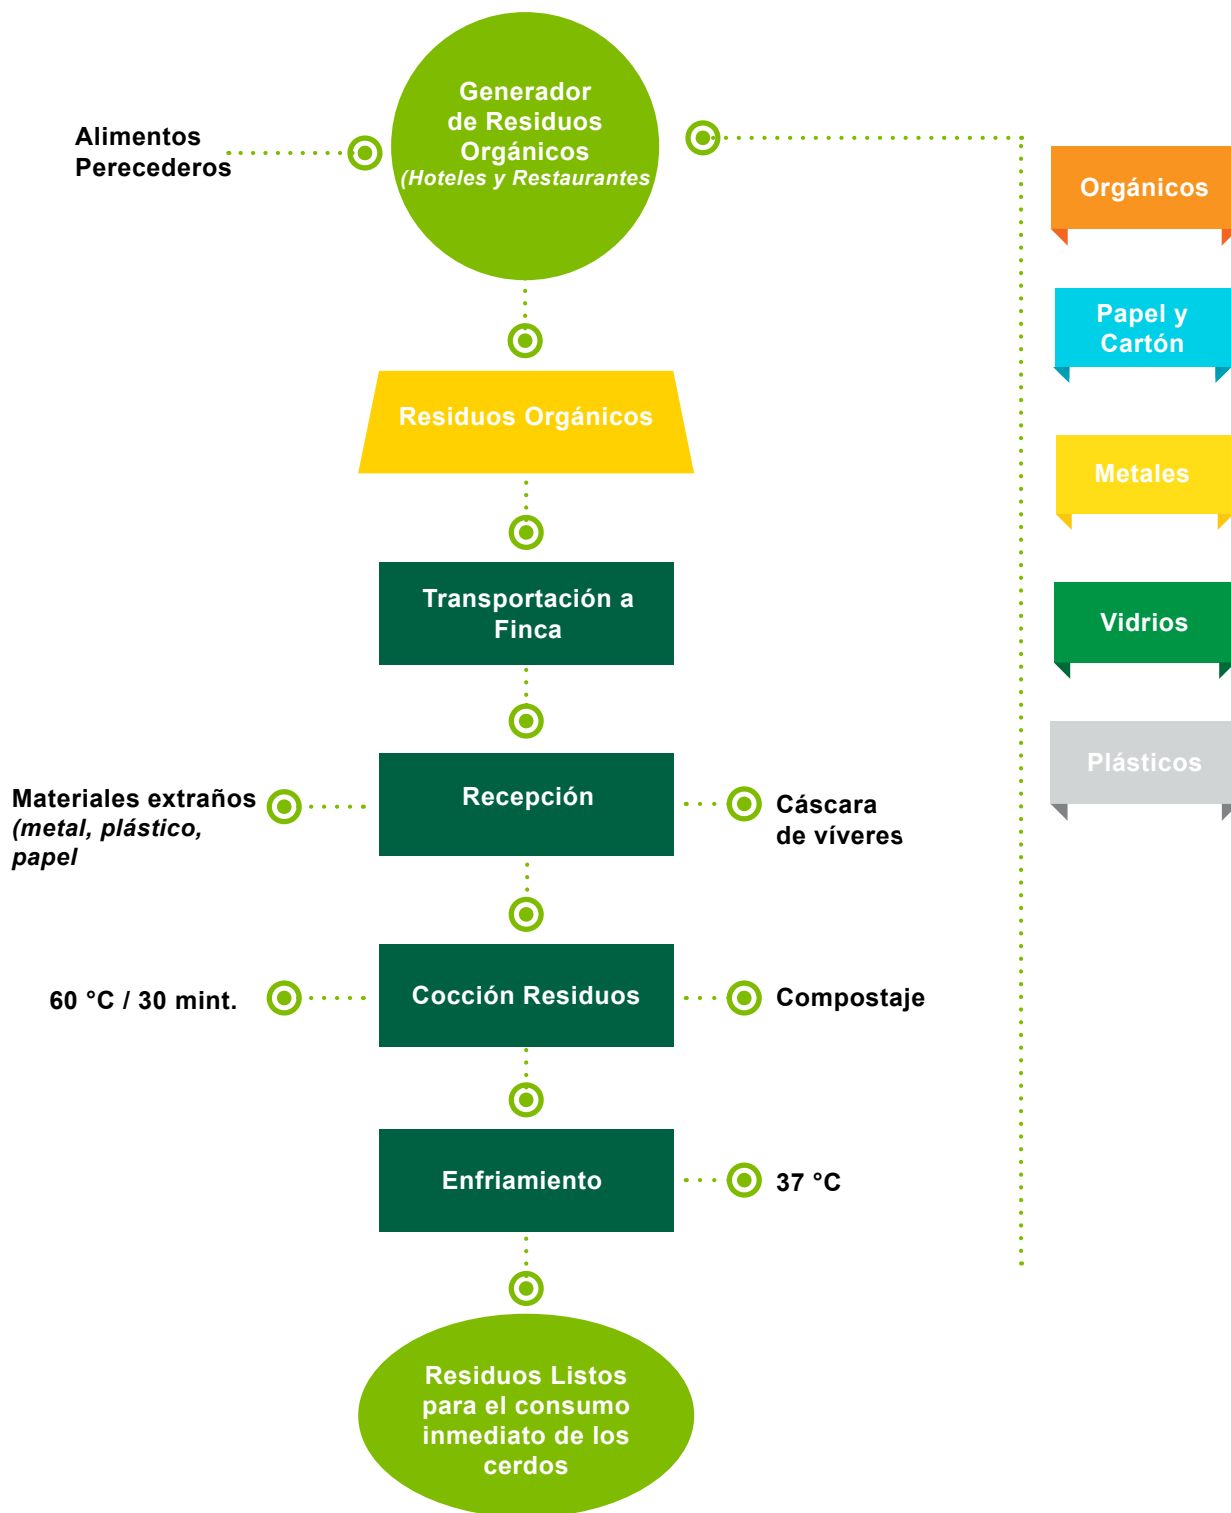 Generador
de Residuos
Orgánicos
(Hoteles y Restaurantes
Alimentos
Perecederos
Orgánicos
Papel y
Cartón
Metales
Vidrios
Plásticos
Residuos Orgánicos
Transportación a
Finca
Recepción
Materiales extraños
(metal, plástico,
papel
Cáscara
de víveres
Cocción Residuos
60 °C / 30 mint.
Compostaje
Enfriamiento
37 °C
Residuos Listos
para el consumo
inmediato de los
cerdos